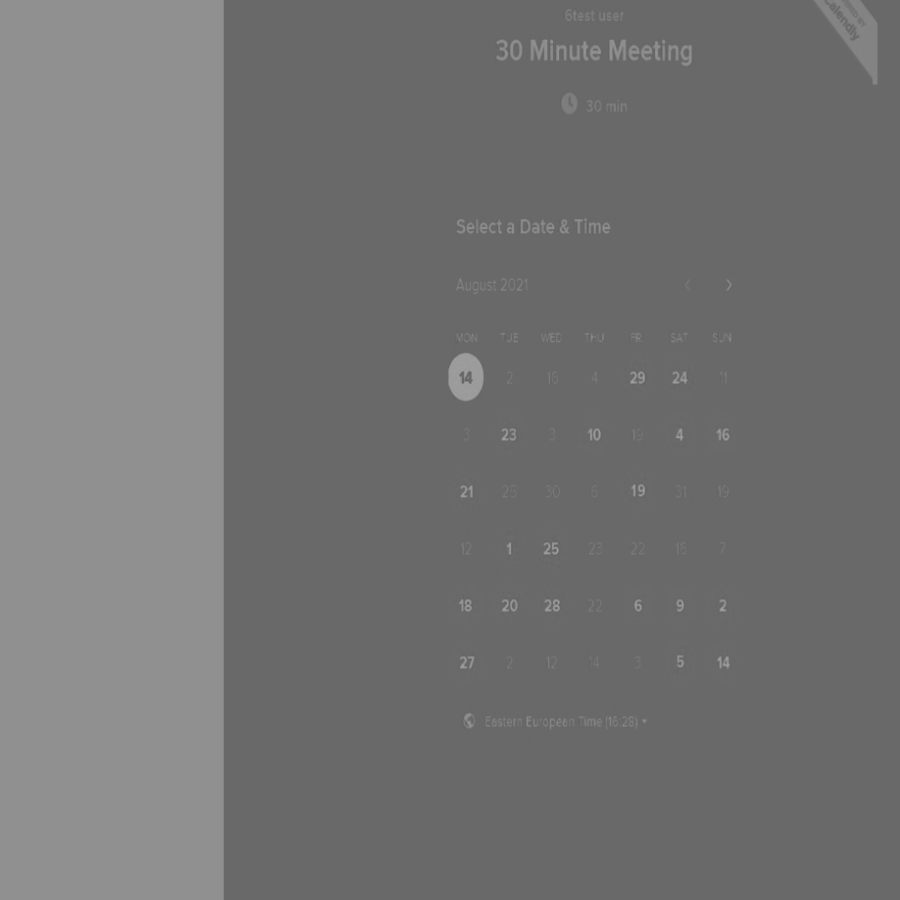 6test user
30 Minute Meeting
30 min
Calendly
Select a Date & Time
August 2021
MON TUE WED THU FR SAT SUN
14 2 15 4 29 24 11
3 23 3 10 19 4 16
21 25 30 6 19 31 19
12 1 25 23 22 15 7
18 20 28 22 6 9 2
27 2 12 14 3 5 14
Eastern European Time (16:28)